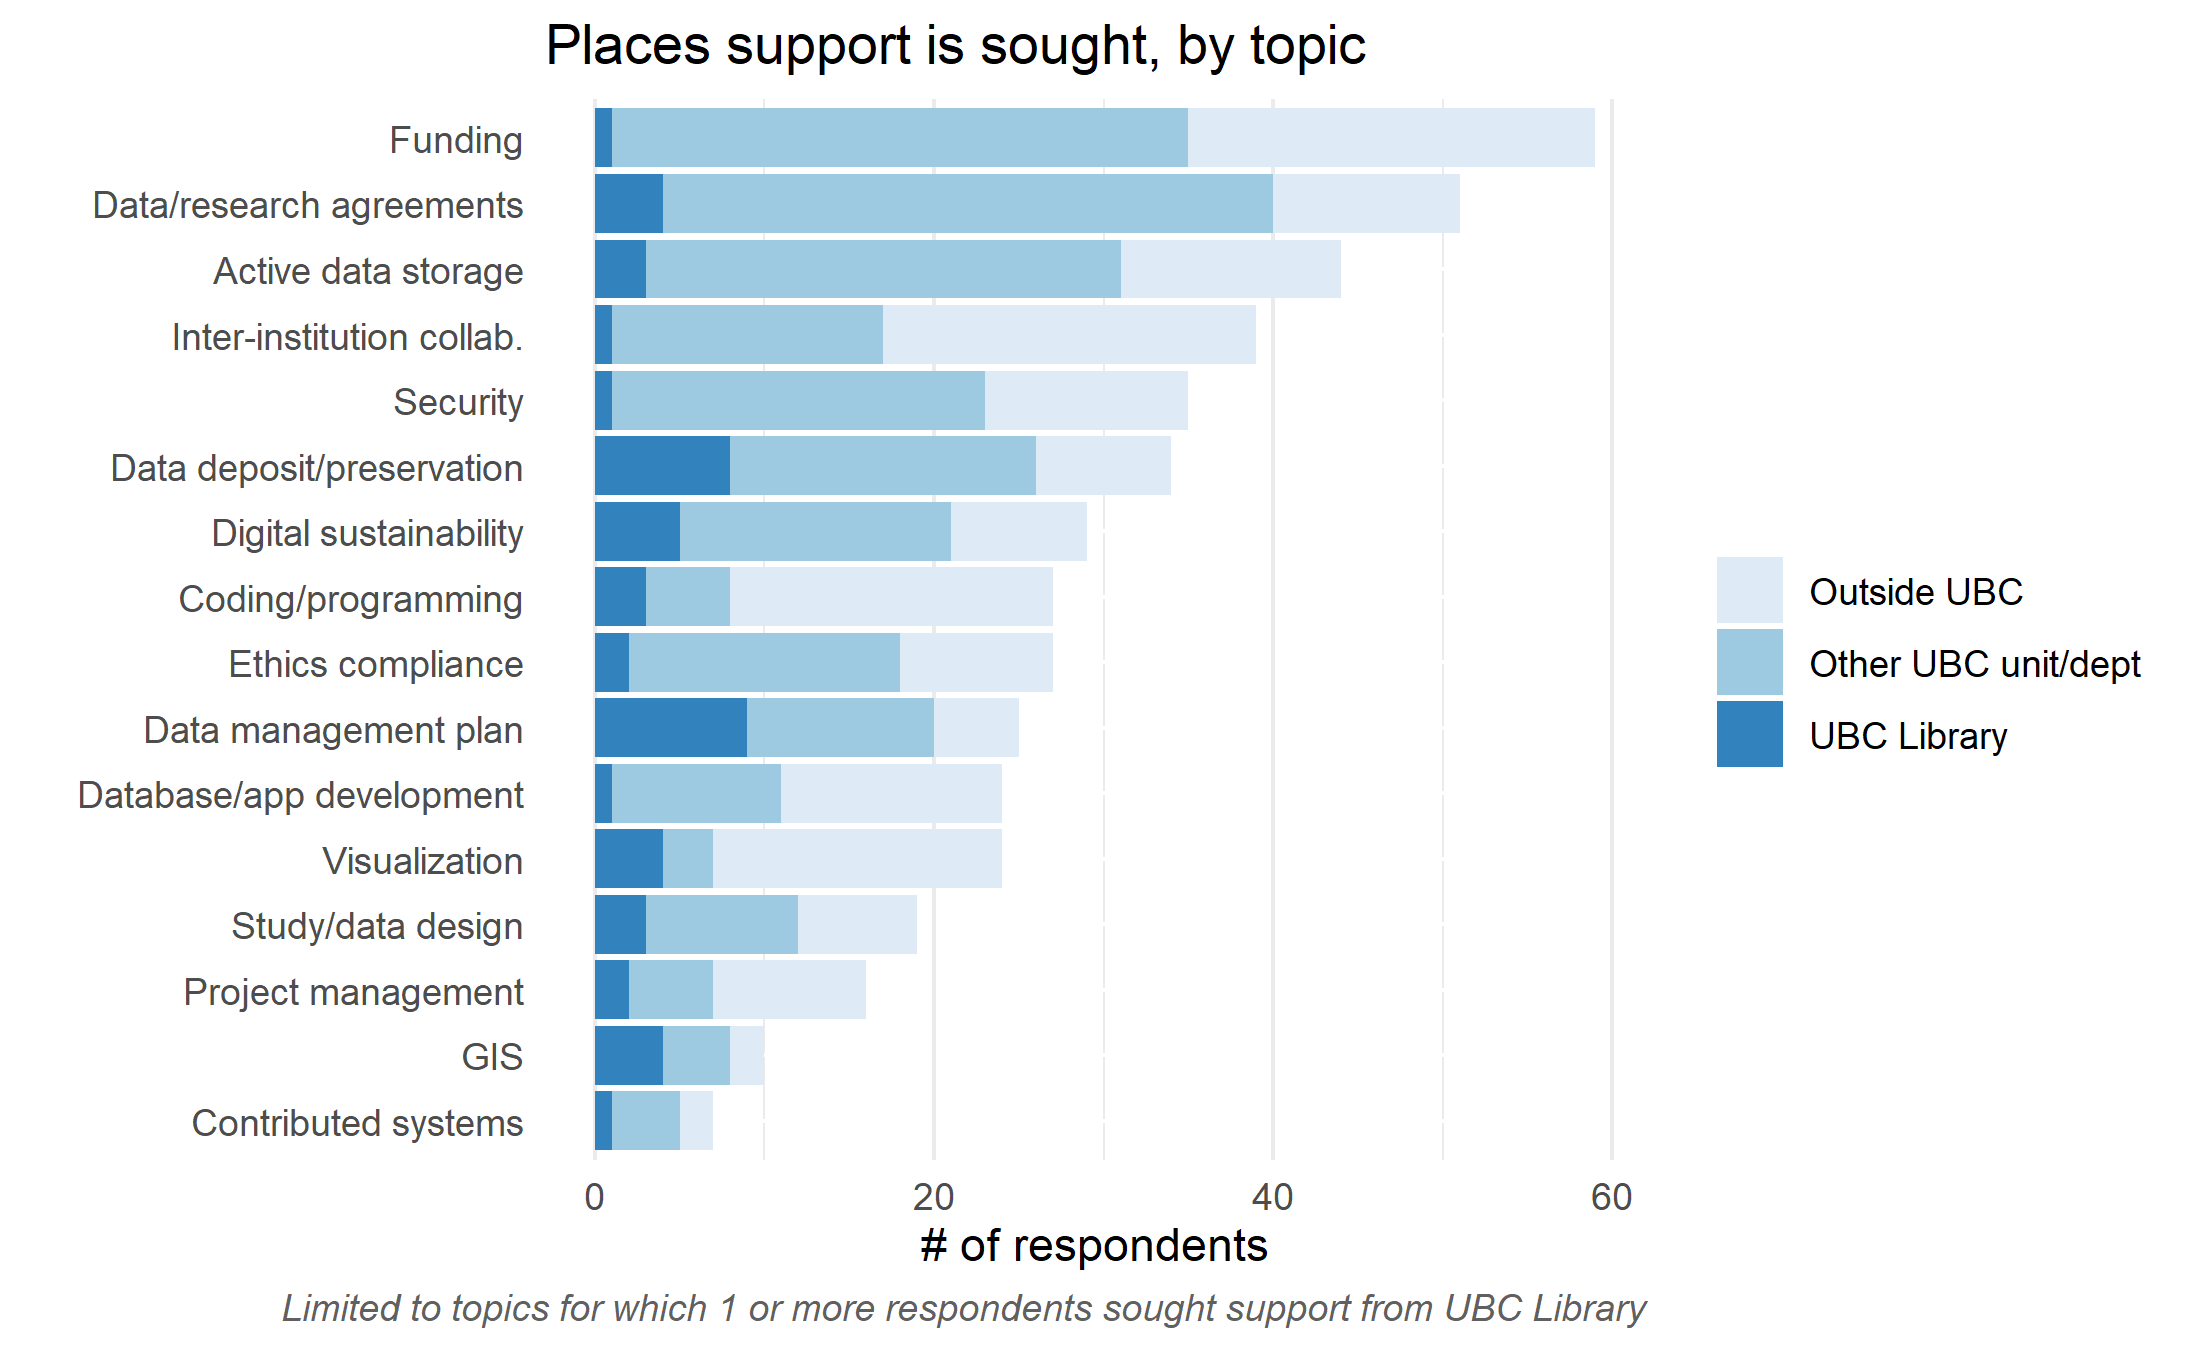 Places support is sought, by topic
Funding
Data/research agreements
Active data storage
Inter-institution collab.
Security
Data deposit/preservation
Digital sustainability
Coding/programming
Ethics compliance
Data management plan
Database/app development
Visualization
Study/data design
Project management
GIS
Contributed systems
0 20 40 60
# of respondents
Limited to topics for which 1 or more respondents sought support from UBC Library
Outside UBC
Other UBC unit/dept
UBC Library